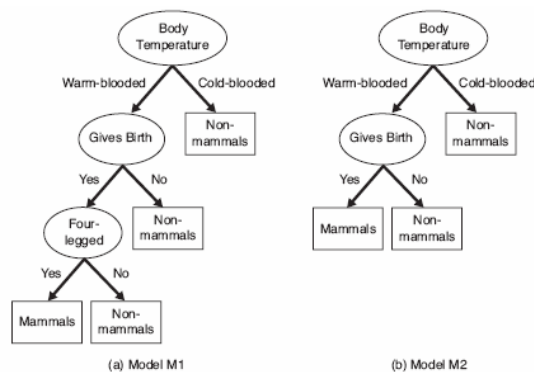 Body
Temperature
Warm-blooded
Cold-blooded
Gives Birth
Non-
mammals
Yes
No
Four-
legged
Non-
mammals
Yes
No
Mammals
Non-
mammals
(a) Model M1
Body
Temperature
Warm-blooded
Cold-blooded
Gives Birth
Non-
mammals
Yes
No
Mammals
Non-
mammals
(b) Model M2